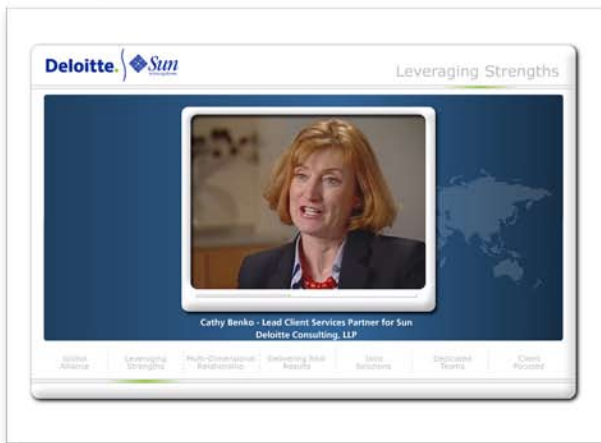 Deloitte. Sun
microsystems
Leveraging Strengths
Cathy Benko - Lead Client Services Partner for Sun
Deloitte Consulting, LLP
Global Leveraging Multi-Dimensional Delivering Joint Dedicated Client
Alliance Strengths Relationship Results Solutions Teams Focused